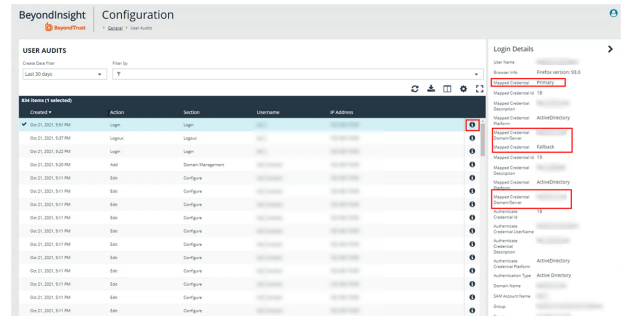 BeyondInsight
BeyondTrust
Configuration
General > User Audits
USER AUDITS
Create Date Filter
Filter by
Last 30 days
834 items (1 selected)
Created Action Section Username IP Address
Oct 21, 2021, 5:51 PM Login Login
Oct 21, 2021, 5:37 PM Logout Logout
Oct 21, 2021, 5:22 PM Login Login
Oct 21, 2021, 5:20 PM Add Domain Management
Oct 21, 2021, 5:11 PM Edit Configure
Oct 21, 2021, 5:11 PM Edit Configure
Oct 21, 2021, 5:11 PM Edit Configure
Oct 21, 2021, 5:11 PM Edit Configure
Oct 21, 2021, 5:11 PM Edit Configure
Oct 21, 2021, 5:11 PM Edit Configure
Oct 21, 2021, 5:11 PM Edit Configure
Oct 21, 2021, 5:11 PM Edit Configure
Oct 21, 2021, 5:11 PM Edit Configure
Oct 21, 2021, 5:11 PM Edit Configure
Login Details
User Name
Browser Info Firefox version: 93.0
Mapped Credential Primary
Mapped Credential Id 18
Mapped Credential
Description
Mapped Credential ActiveDirectory
Platform
Mapped Credential
Domain/Server
Mapped Credential Fallback
Mapped Credential Id 19
Mapped Credential
Description
Mapped Credential ActiveDirectory
Platform
Mapped Credential
Domain/Server
Authenticate 18
Credential Id
Authenticate
Credential UserName
Authenticate
Credential
Description
Authenticate ActiveDirectory
Credential Platform
Authentication Type Active Directory
Domain Name
SAM Account Name
Group